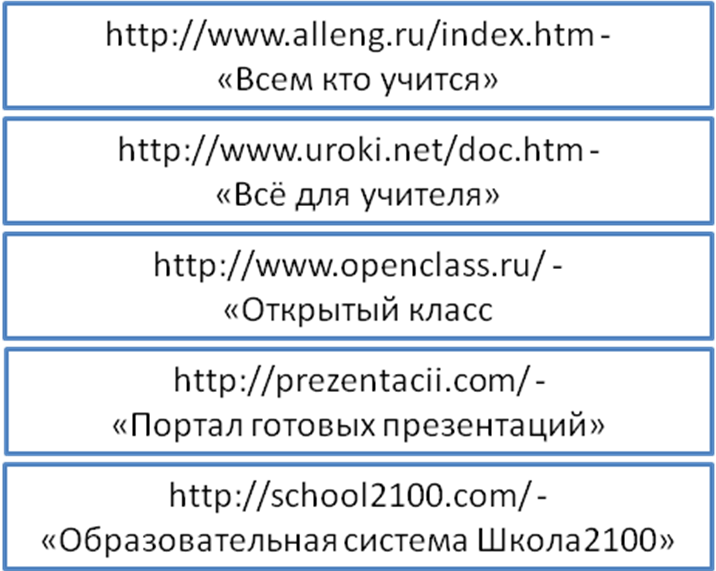 http://www.alleng.ru/index.htm -
«Всем кто учится»
http://www.uroki.net/doc.htm -
«Всё для учителя»
http://www.openclass.ru/ -
«Открытый класс
http://prezentacii.com/ -
«Портал готовых презентаций»
http://school2100.com/ -
«Образовательная система Школа2100»